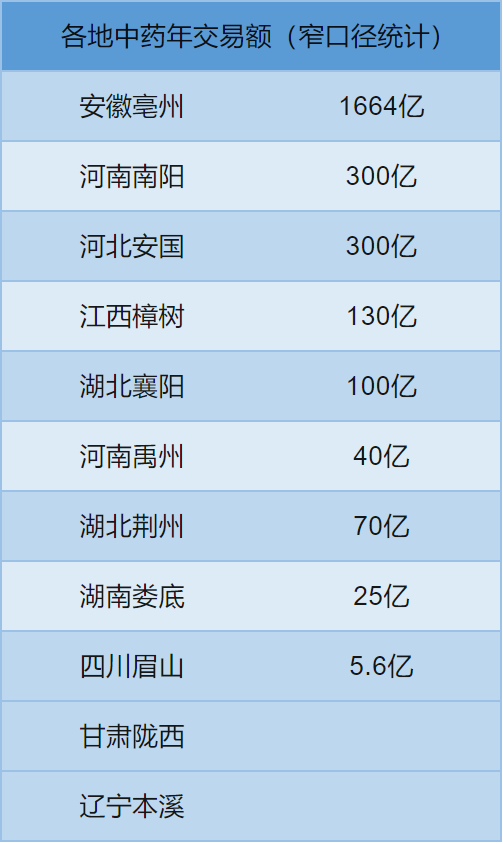 各地中药年交易额（窄口径统计）
安徽亳州 1664亿
河南南阳 300亿
河北安国 300亿
江西樟树 130亿
湖北襄阳 100亿
河南禹州 40亿
湖北荆州 70亿
湖南娄底 25亿
四川眉山 5.6亿
甘肃陇西
辽宁本溪